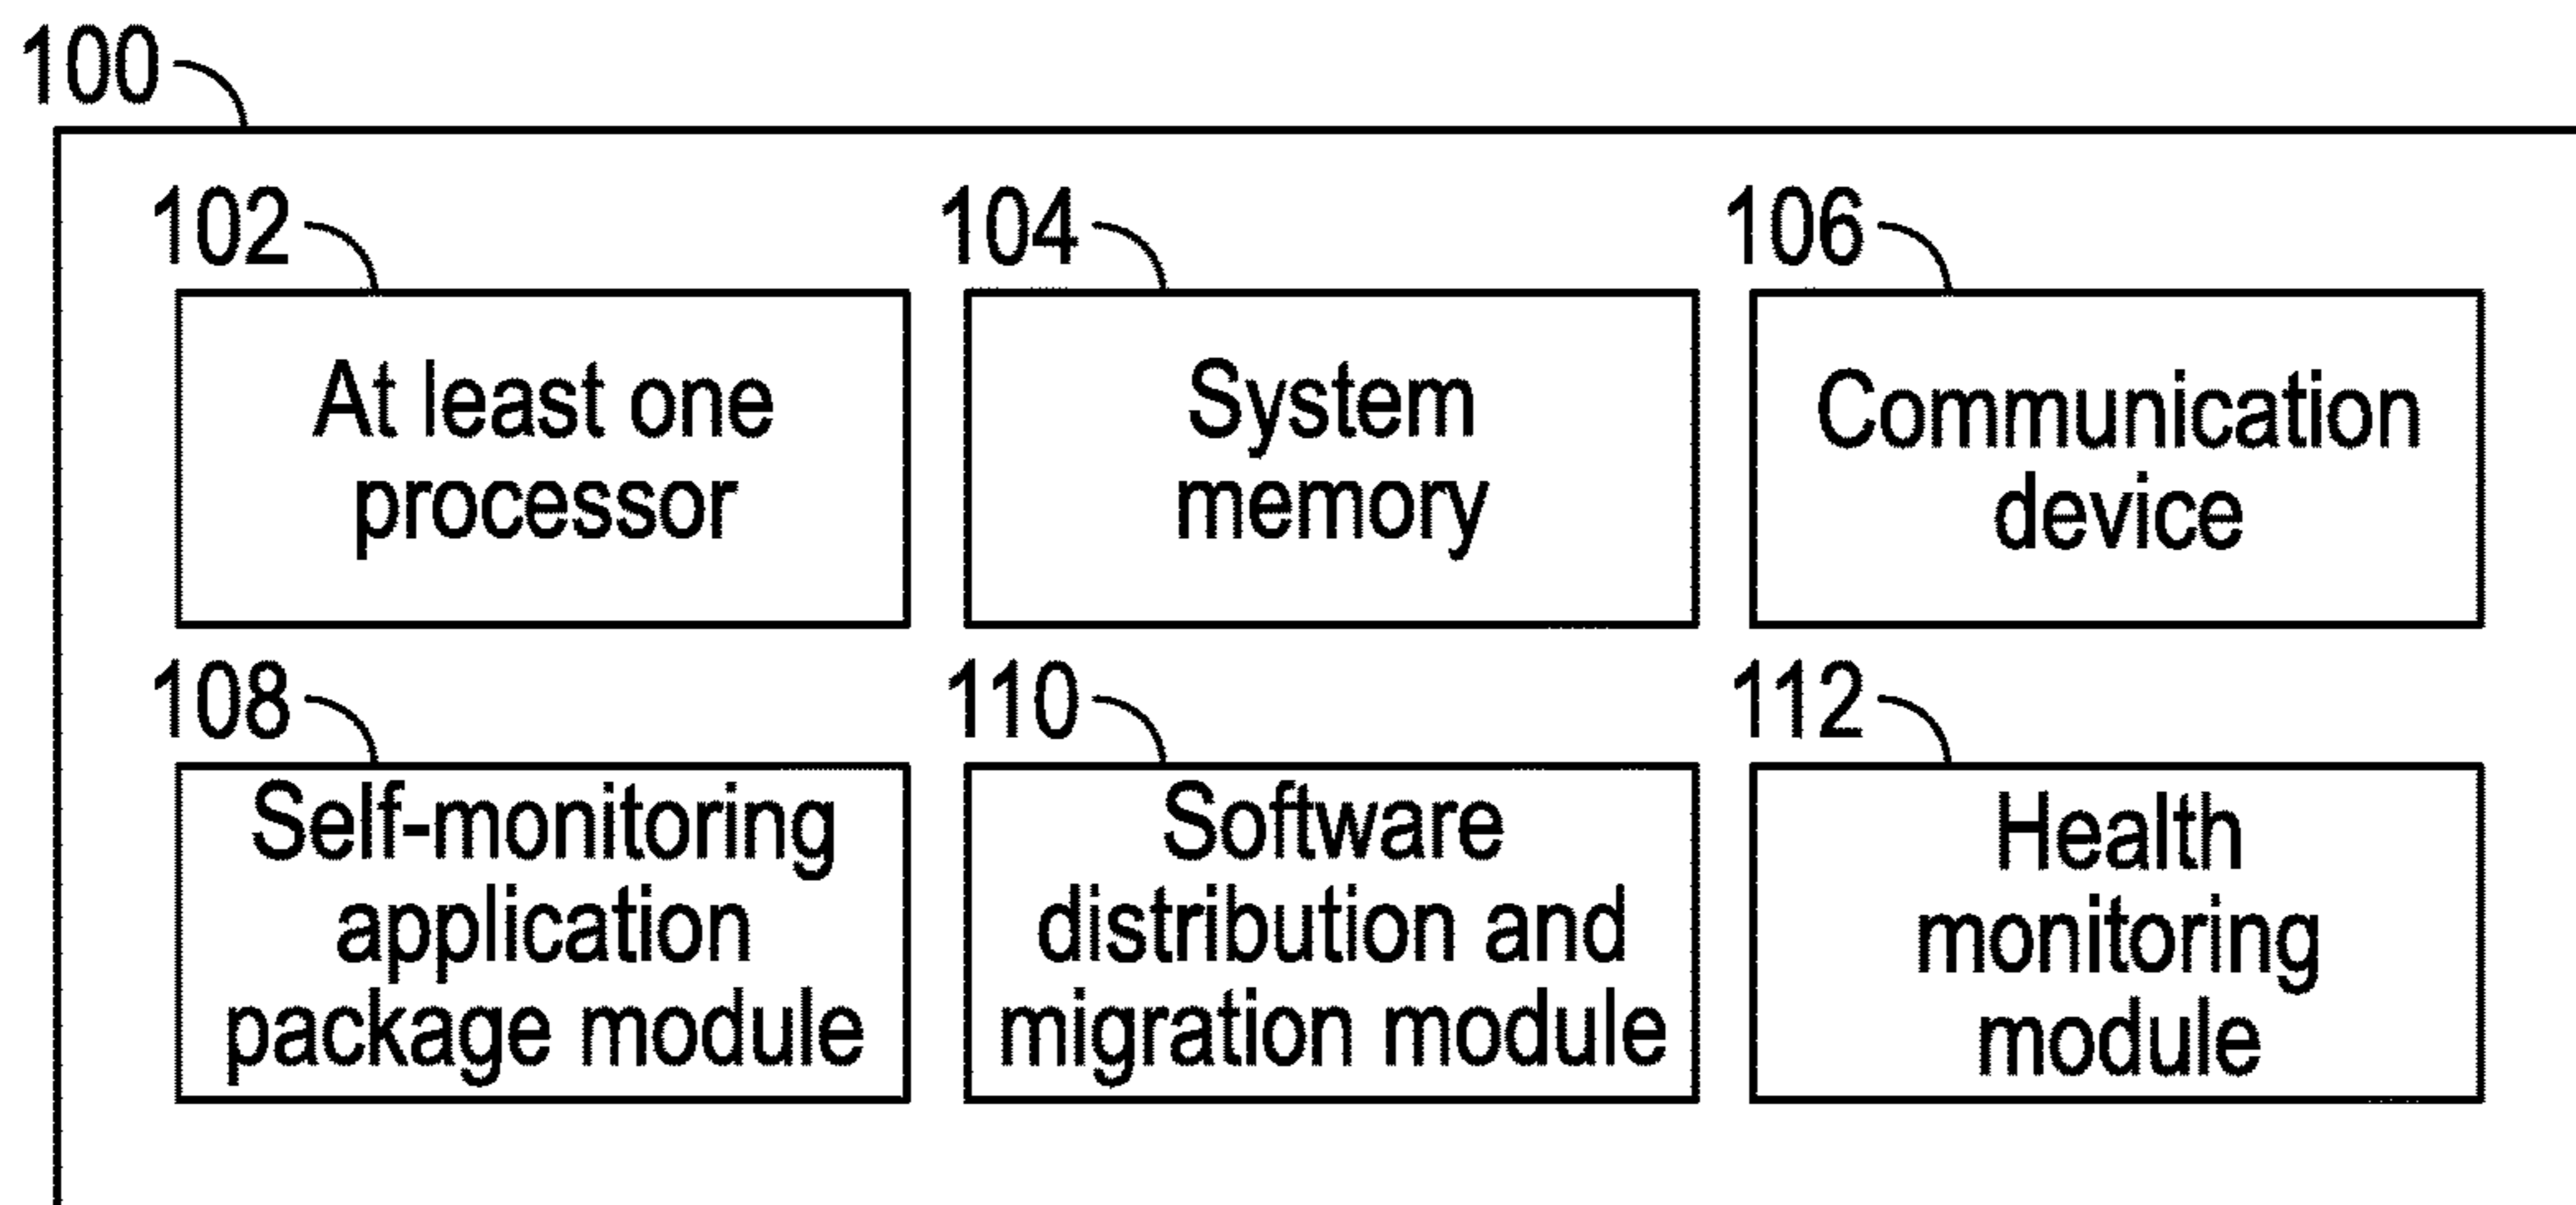 100
102
At least one
processor
104
System
memory
106
Communication
device
108
Self-monitoring
application
package module
110
Software
distribution and
migration module
112
Health
monitoring
module